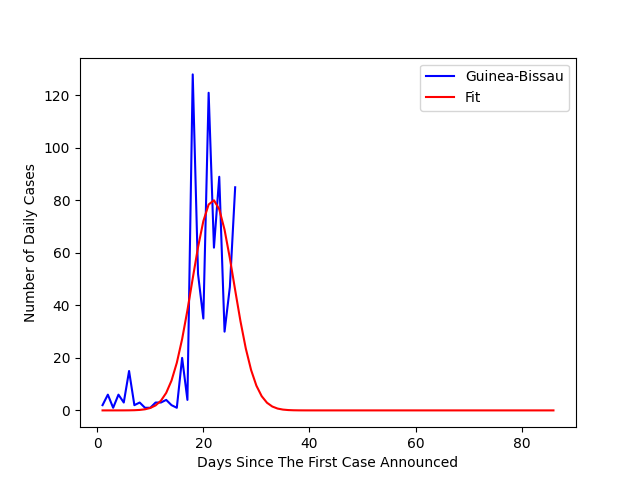 Guinea-Bissau
Fit
120
100
80
60
40
20
0
Number of Daily Cases
0 20 40 60 80
Days Since The First Case Announced